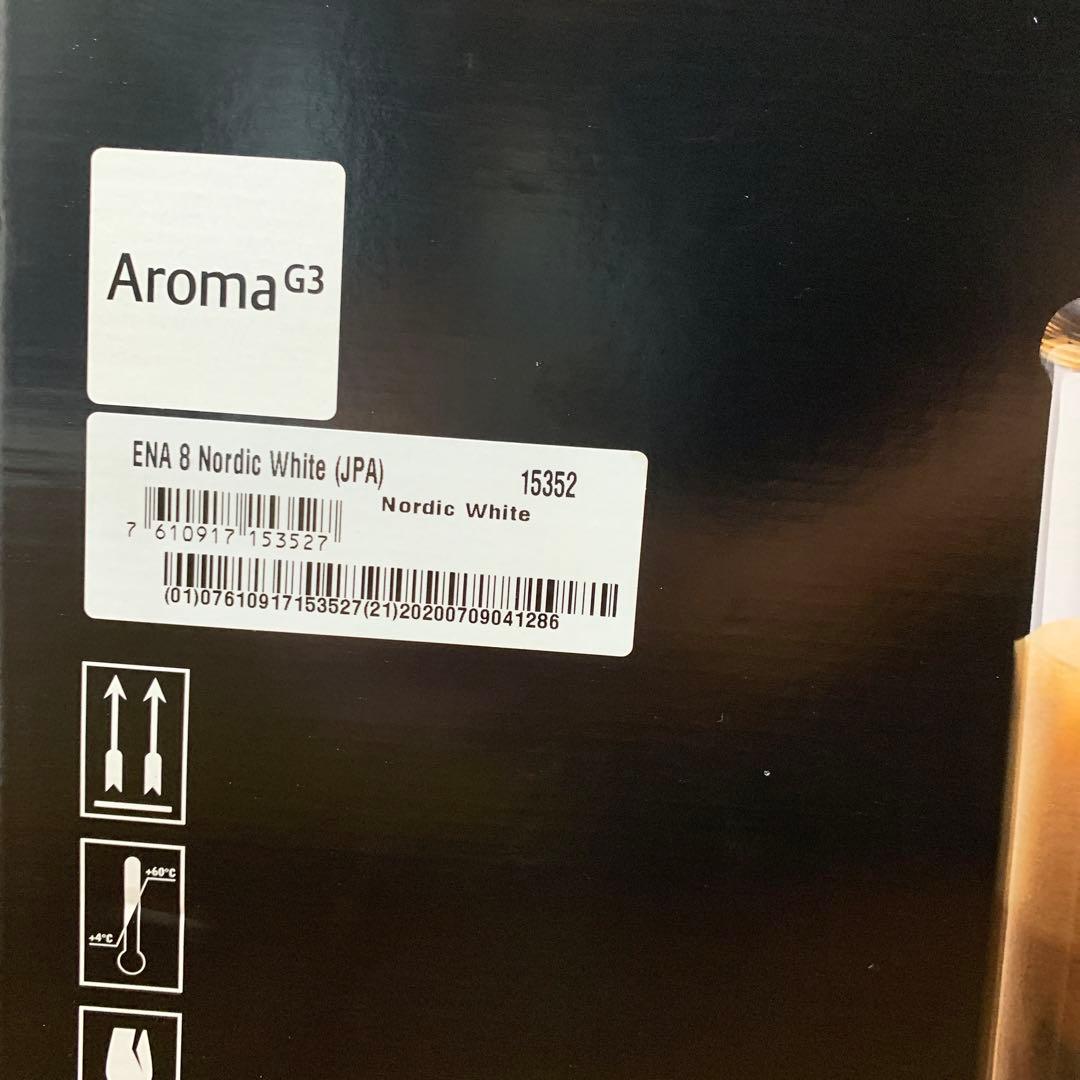 Aroma G3
ENA 8 Nordic White (JPA)
15352
Nordic White
7 610917 153527
(01)07610917153527(21)20200709041286
+60°C
+4°C